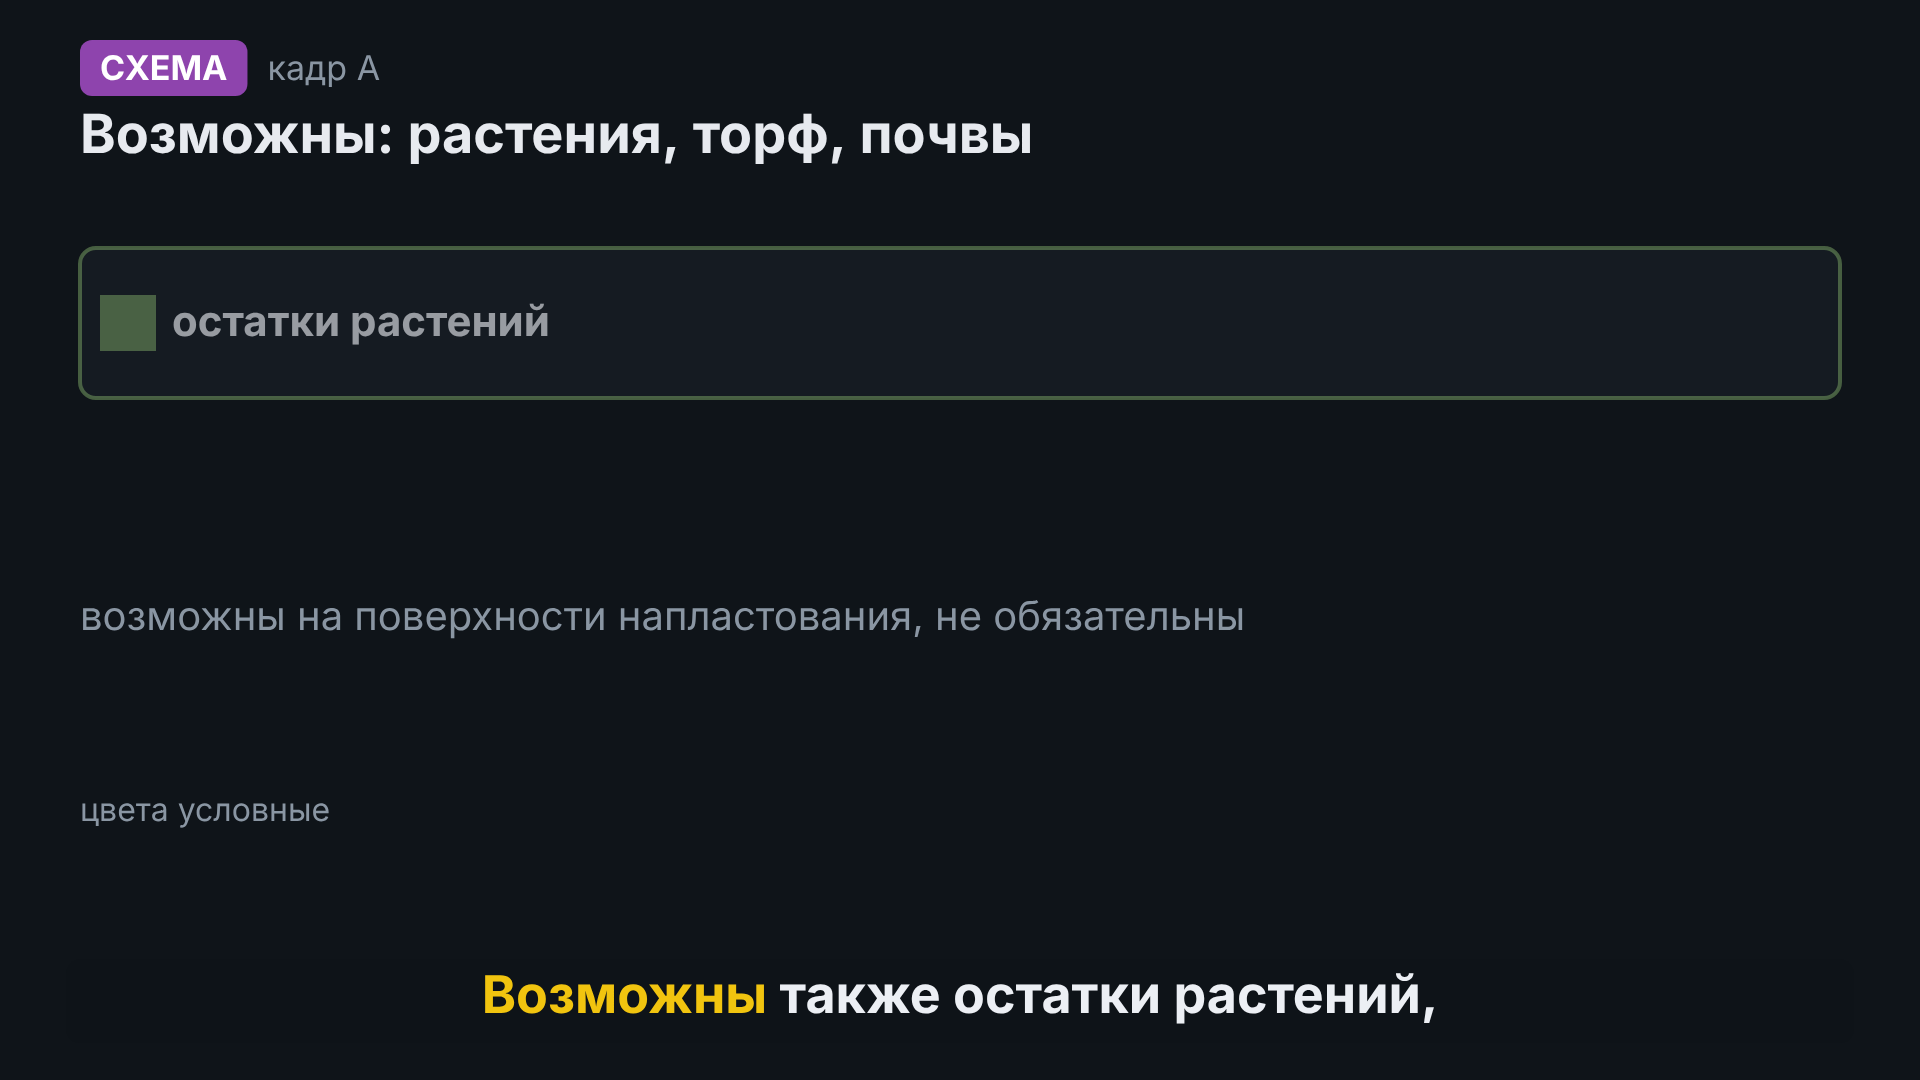 СХЕМА кадр А
Возможны: растения, торф, почвы
остатки растений
возможны на поверхности напластования, не обязательны
цвета условные
Возможны также остатки растений,